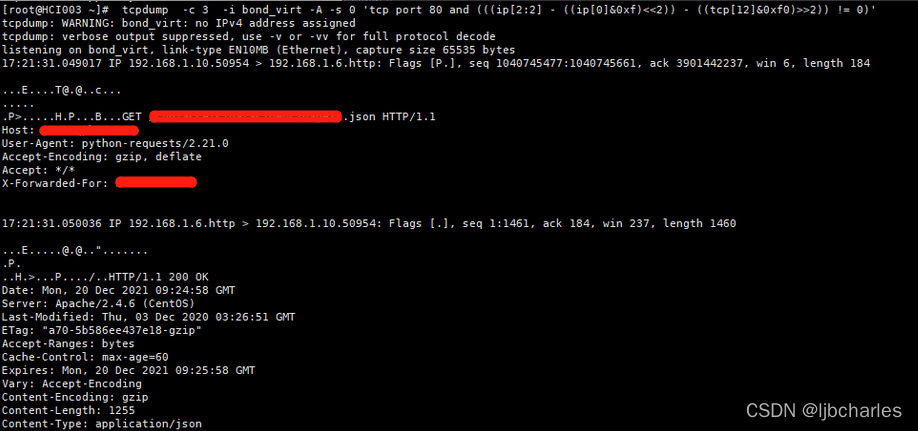 [root@HCI003 ~]#  tcpdump  -c 3  -i bond_virt -A -s 0 'tcp port 80 and (((ip[2:2] - ((ip[0]&0xf)<<2)) - ((tcp[12]&0xf0)>>2)) != 0)'
tcpdump: WARNING: bond_virt: no IPv4 address assigned
tcpdump: verbose output suppressed, use -v or -vv for full protocol decode
listening on bond_virt, link-type EN10MB (Ethernet), capture size 65535 bytes
17:21:31.049017 IP 192.168.1.10.50954 > 192.168.1.6.http: Flags [P.], seq 1040745477:1040745661, ack 3901442237, win 6, length 184
...E....T@.@..c...
.....
.P>.....H.P...B...GET .json HTTP/1.1
Host:
User-Agent: python-requests/2.21.0
Accept-Encoding: gzip, deflate
Accept: */*
X-Forwarded-For:
17:21:31.050036 IP 192.168.1.6.http > 192.168.1.10.50954: Flags [.], seq 1:1461, ack 184, win 237, length 1460
...E.....@.@..".......
.P.
..H.>...P..../..HTTP/1.1 200 OK
Date: Mon, 20 Dec 2021 09:24:58 GMT
Server: Apache/2.4.6 (CentOS)
Last-Modified: Thu, 03 Dec 2020 03:26:51 GMT
ETag: "a70-5b586ee437e18-gzip"
Accept-Ranges: bytes
Cache-Control: max-age=60
Expires: Mon, 20 Dec 2021 09:25:58 GMT
Vary: Accept-Encoding
Content-Encoding: gzip
Content-Length: 1255
Content-Type: application/json
CSDN @ljbcharles